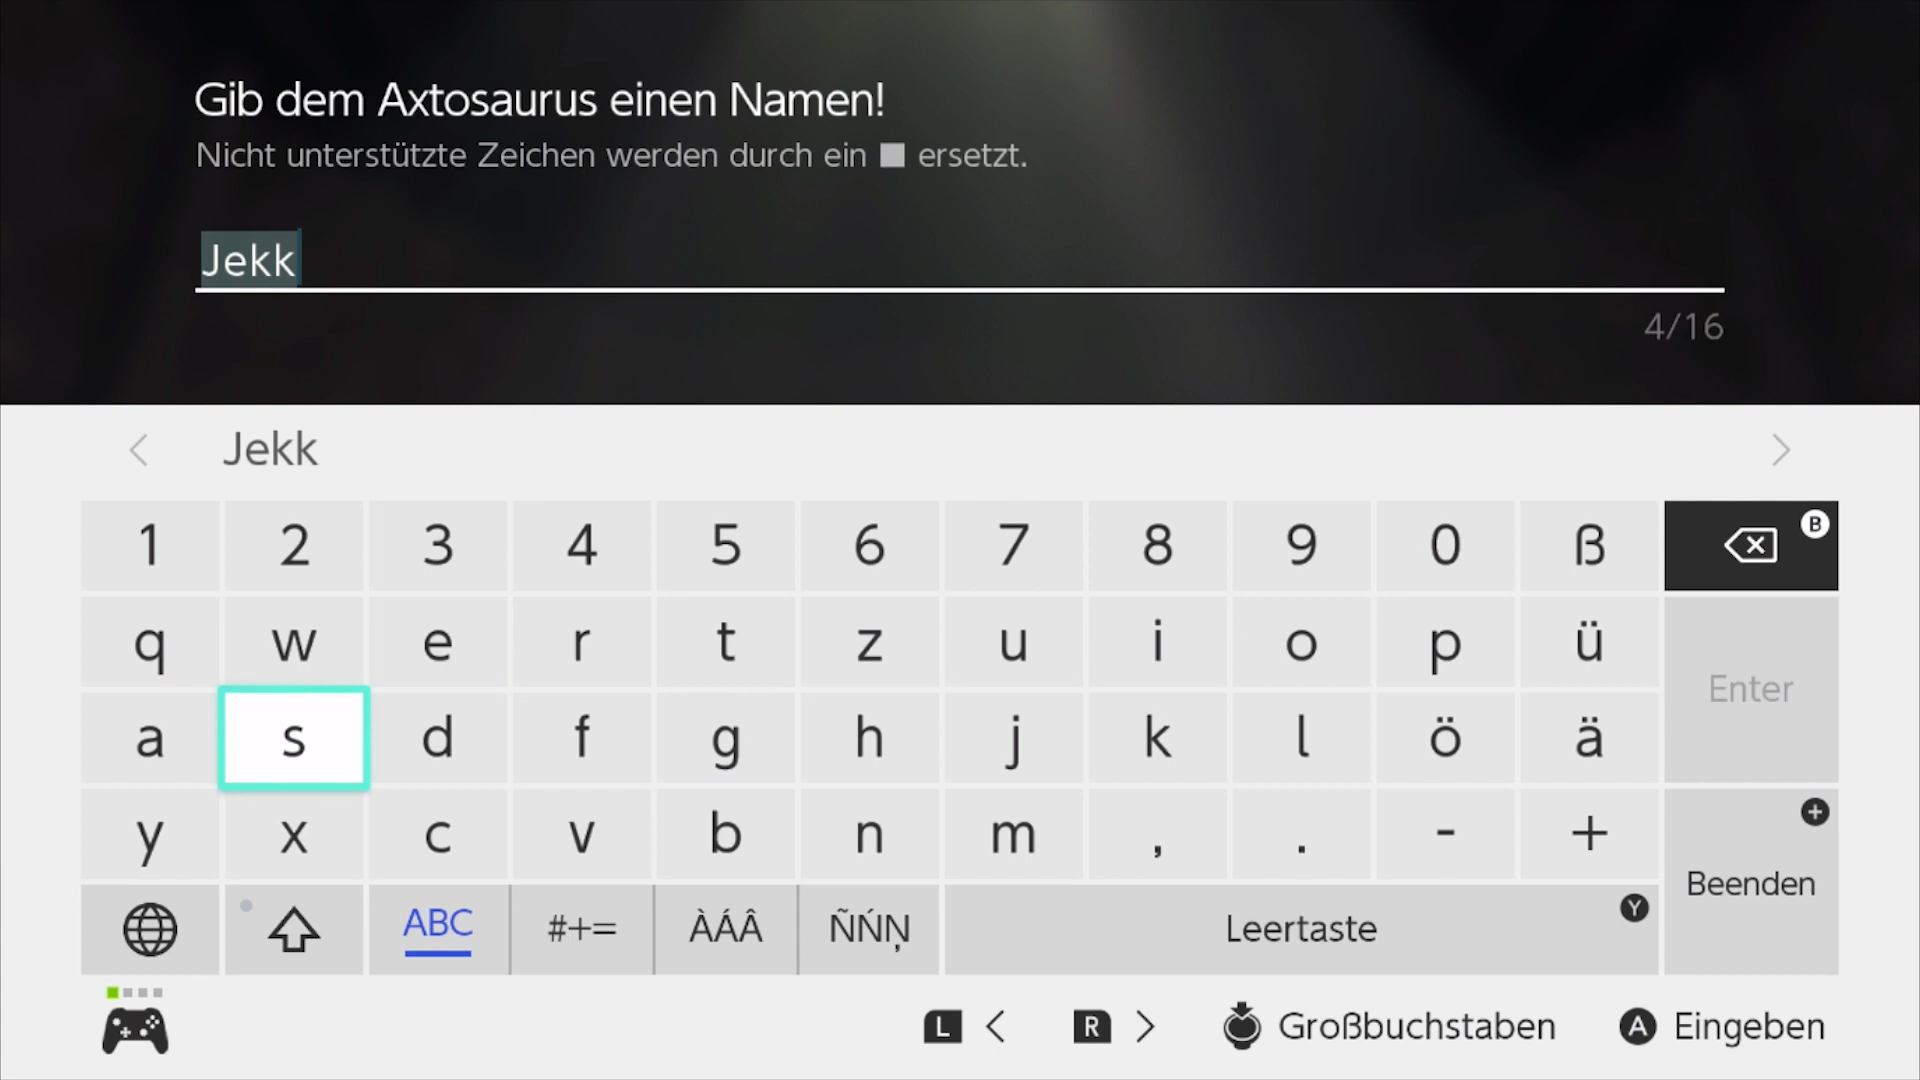 Gib dem Axtosaurus einen Namen!
Nicht unterstützte Zeichen werden durch ein ■ ersetzt.
Jekk
4/16
Jekk
1 2 3 4 5 6 7 8 9 0 ß B
q w e r t z u i o p ü Enter
a s d f g h j k l ö ä
y x c v b n m , . - + Beenden
ABC #+= ÀÁÂ ÑŃŅ Leertaste Y
L < R > Großbuchstaben A Eingeben